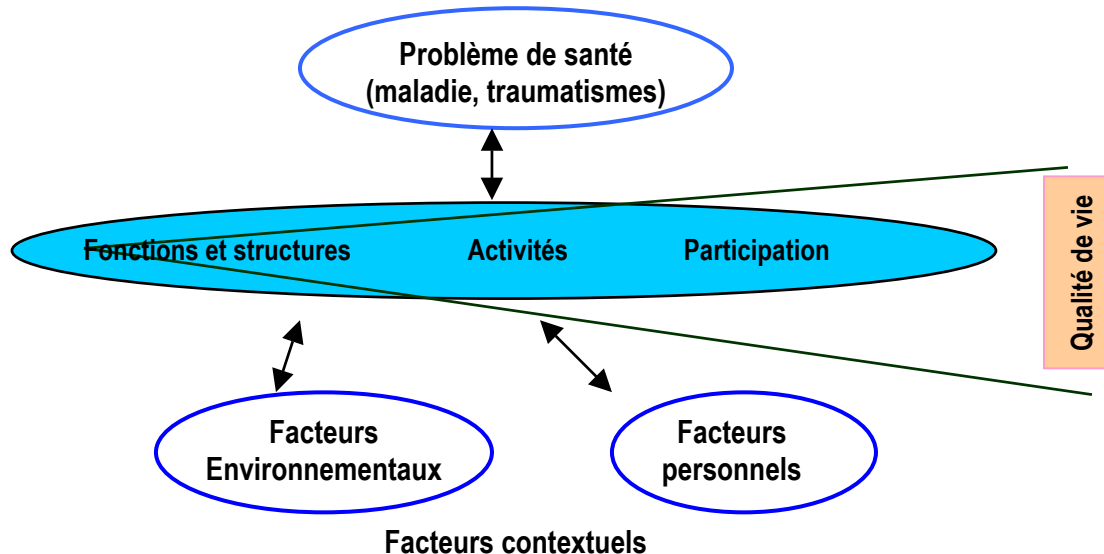 Problème de santé
(maladie, traumatismes)
Fonctions et structures
Activités
Participation
Qualité de vie
Facteurs
Environnementaux
Facteurs
personnels
Facteurs contextuels